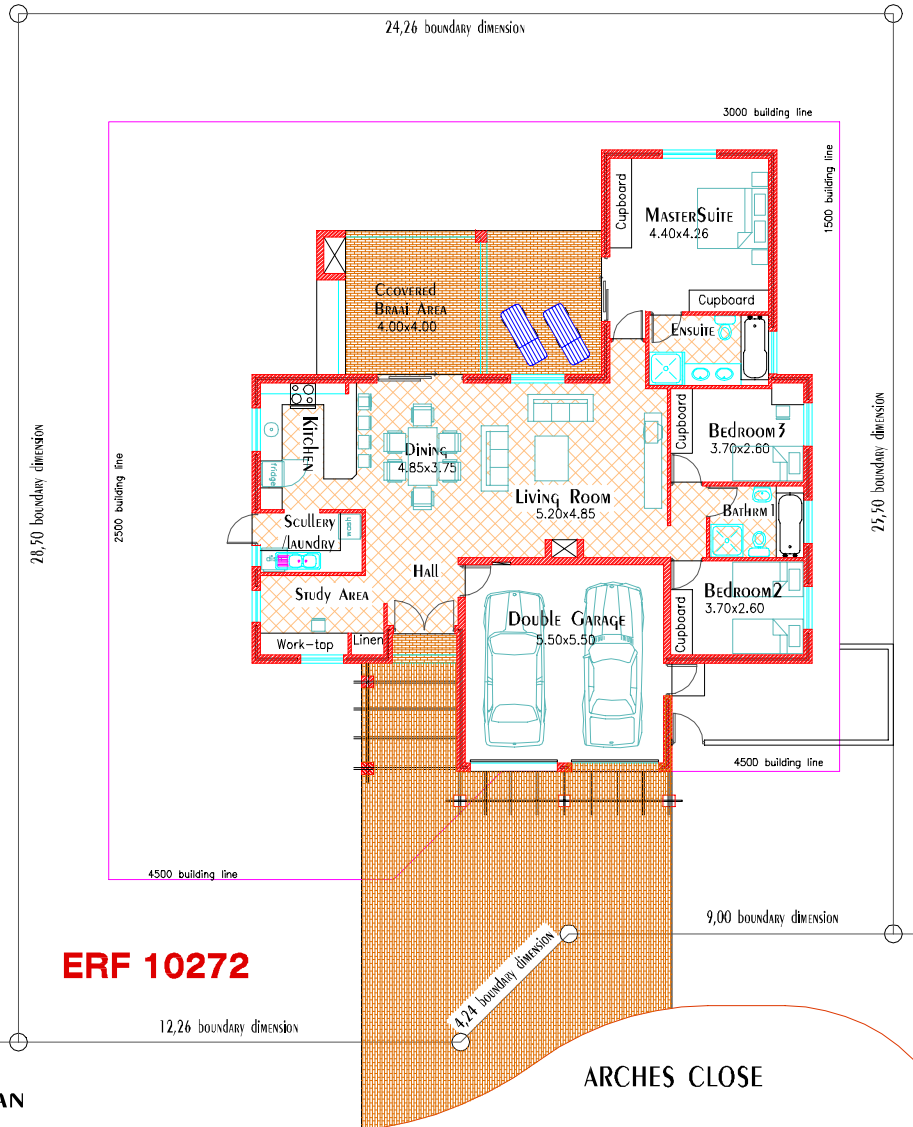 24,26 boundary dimension
3000 building line
1500 building line
Cupboard
MasterSuite
4.40x4.26
Cupboard
Ccovered
Braai Area
4.00x4.00
Ensuite
Kitchen
fridge
Dining
4.85x3.75
Living Room
5.20x4.85
Cupboard
Bedroom3
3.70x2.60
28,50 boundary dimension
2500 building line
25,50 boundary dimension
Scullery
/laundry
wash
Bathrm 1
Hall
Study Area
Work-top
Linen
Double Garage
5.50x5.50
Cupboard
Bedroom2
3.70x2.60
4500 building line
4500 building line
9,00 boundary dimension
4,24 boundary dimension
ERF 10272
12,26 boundary dimension
ARCHES CLOSE
AN